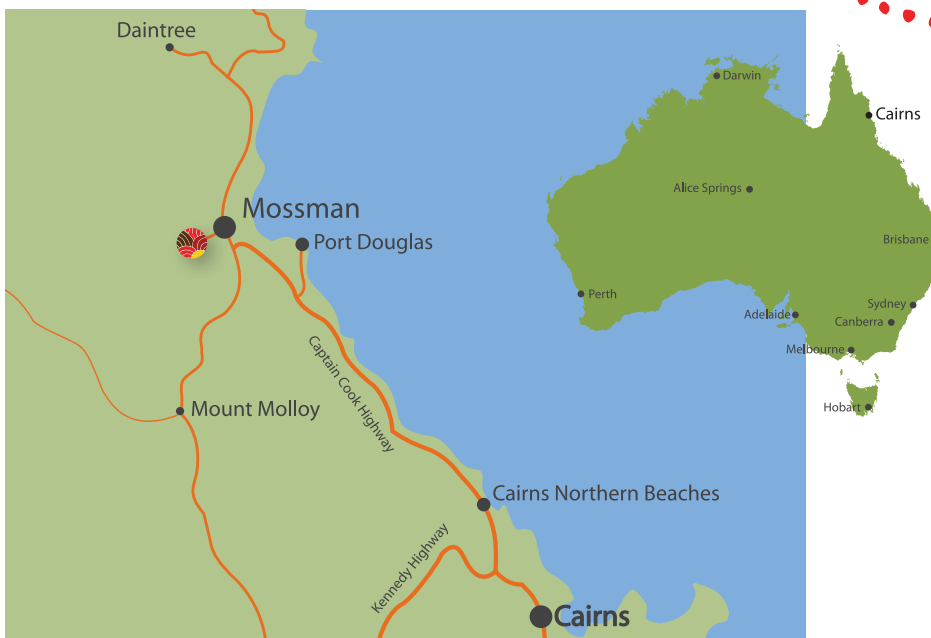 Daintree
Mossman
Port Douglas
Captain Cook Highway
Mount Molloy
Cairns Northern Beaches
Kennedy Highway
Cairns
Darwin
Cairns
Alice Springs
Brisbane
Perth
Sydney
Adelaide
Canberra
Melbourne
Hobart